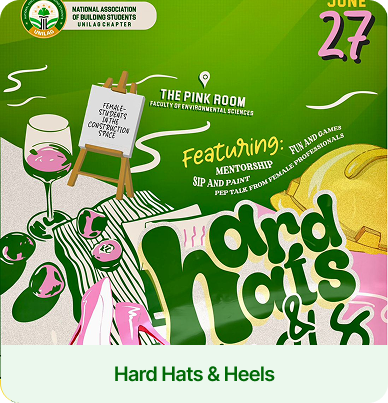 NATIONAL ASSOCIATION
OF BUILDING STUDENTS
UNILAG CHAPTER
UNILAG
JUNE
27
THE PINK ROOM
FACULTY OF ENVIRONMENTAL SCIENCES
FEMALE-
STUDENTS
IN THE
CONSTRUCTION
SPACE
Featuring:
MENTORSHIP
FUN AND GAMES
SIP AND PAINT
PEP TALK FROM FEMALE PROFESSIONALS
hard
hats
&
Hard Hats & Heels